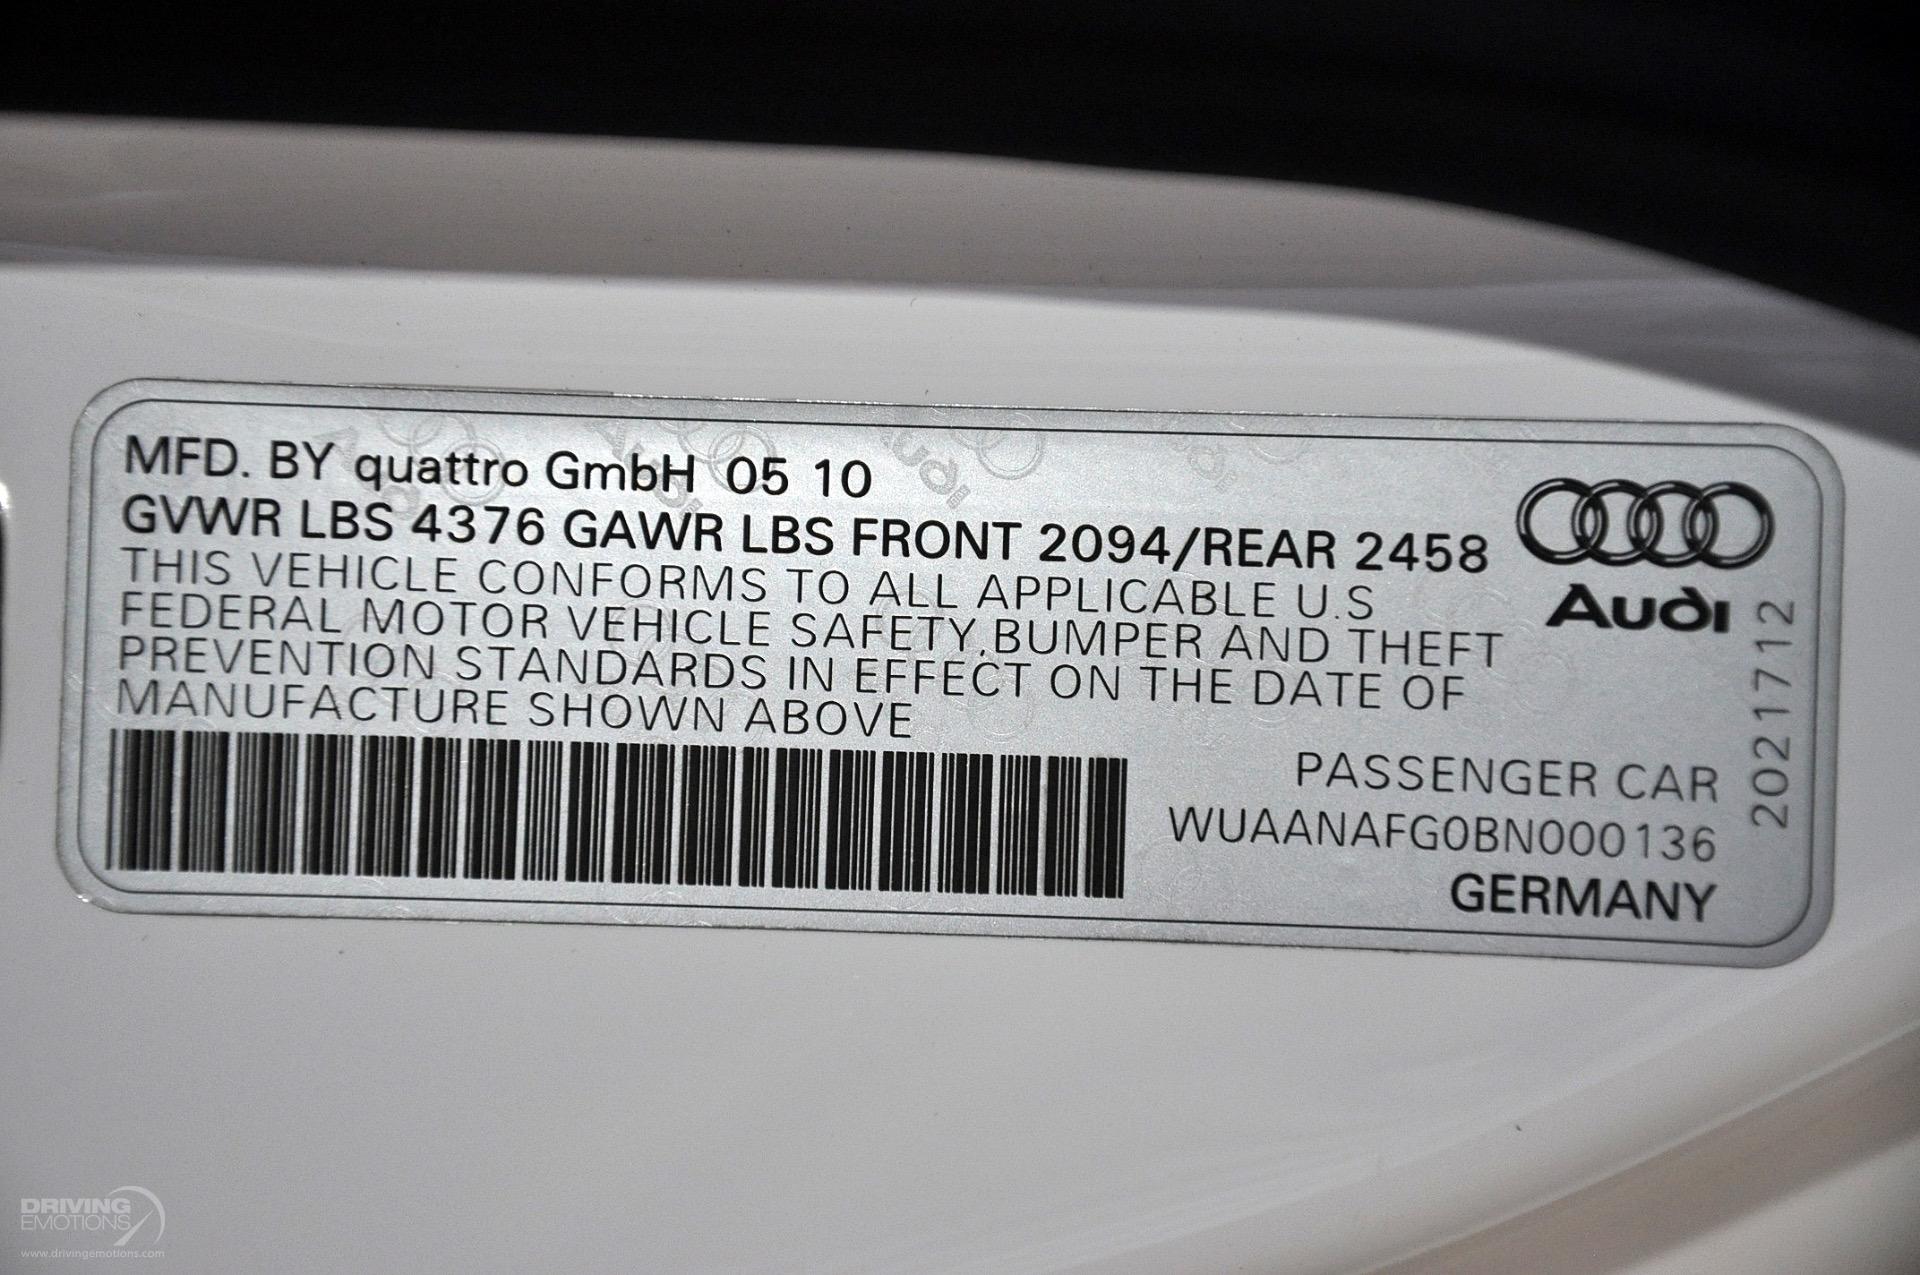 MFD. BY quattro GmbH 05 10
GVWR LBS 4376 GAWR LBS FRONT 2094/REAR 2458
THIS VEHICLE CONFORMS TO ALL APPLICABLE U.S
FEDERAL MOTOR VEHICLE SAFETY,BUMPER AND THEFT
PREVENTION STANDARDS IN EFFECT ON THE DATE OF
MANUFACTURE SHOWN ABOVE
Audi
2021712
PASSENGER CAR
WUAANAFG0BN000136
GERMANY
DRIVING
EMOTIONS
www.drivingemotions.com